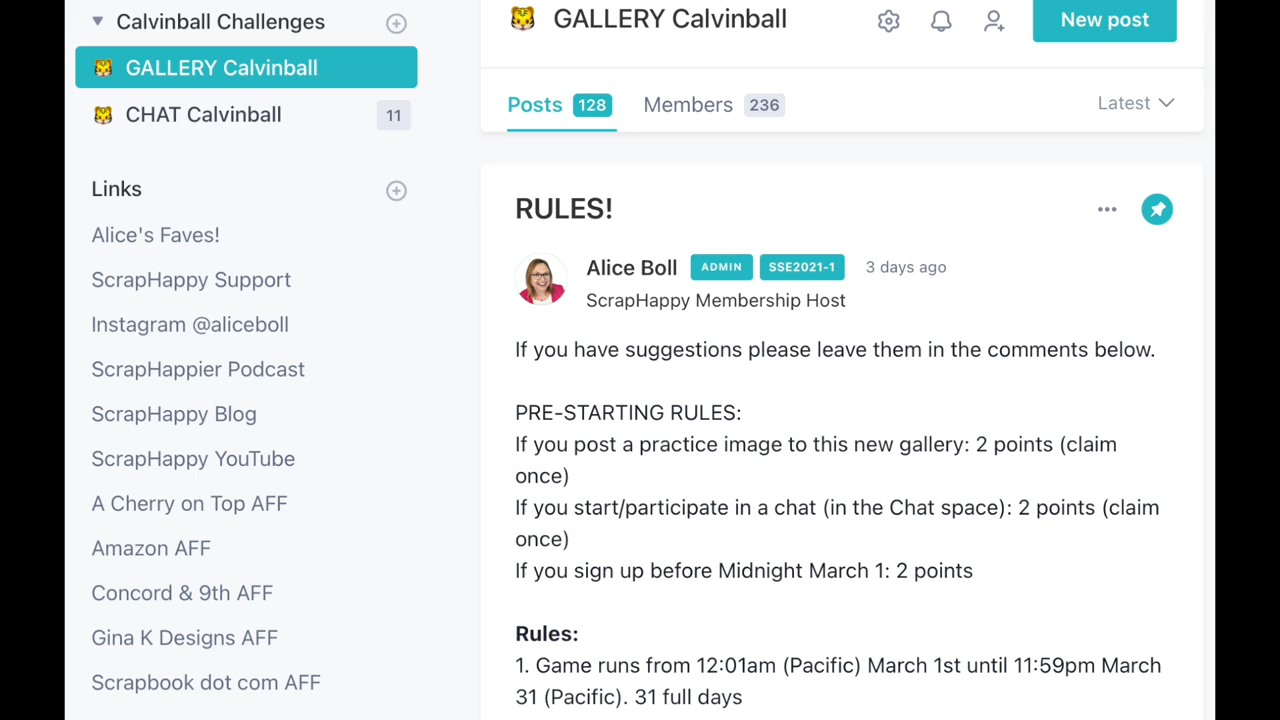 Calvinball Challenges
GALLERY Calvinball
CHAT Calvinball 11
Links
Alice's Faves!
ScrapHappy Support
Instagram @aliceboll
ScrapHappier Podcast
ScrapHappy Blog
ScrapHappy YouTube
A Cherry on Top AFF
Amazon AFF
Concord & 9th AFF
Gina K Designs AFF
Scrapbook dot com AFF
GALLERY Calvinball New post
Posts 128 Members 236 Latest
RULES!
Alice Boll ADMIN SSE2021-1 3 days ago
ScrapHappy Membership Host
If you have suggestions please leave them in the comments below.
PRE-STARTING RULES:
If you post a practice image to this new gallery: 2 points (claim
once)
If you start/participate in a chat (in the Chat space): 2 points (claim
once)
If you sign up before Midnight March 1: 2 points
Rules:
1. Game runs from 12:01am (Pacific) March 1st until 11:59pm March
31 (Pacific). 31 full days